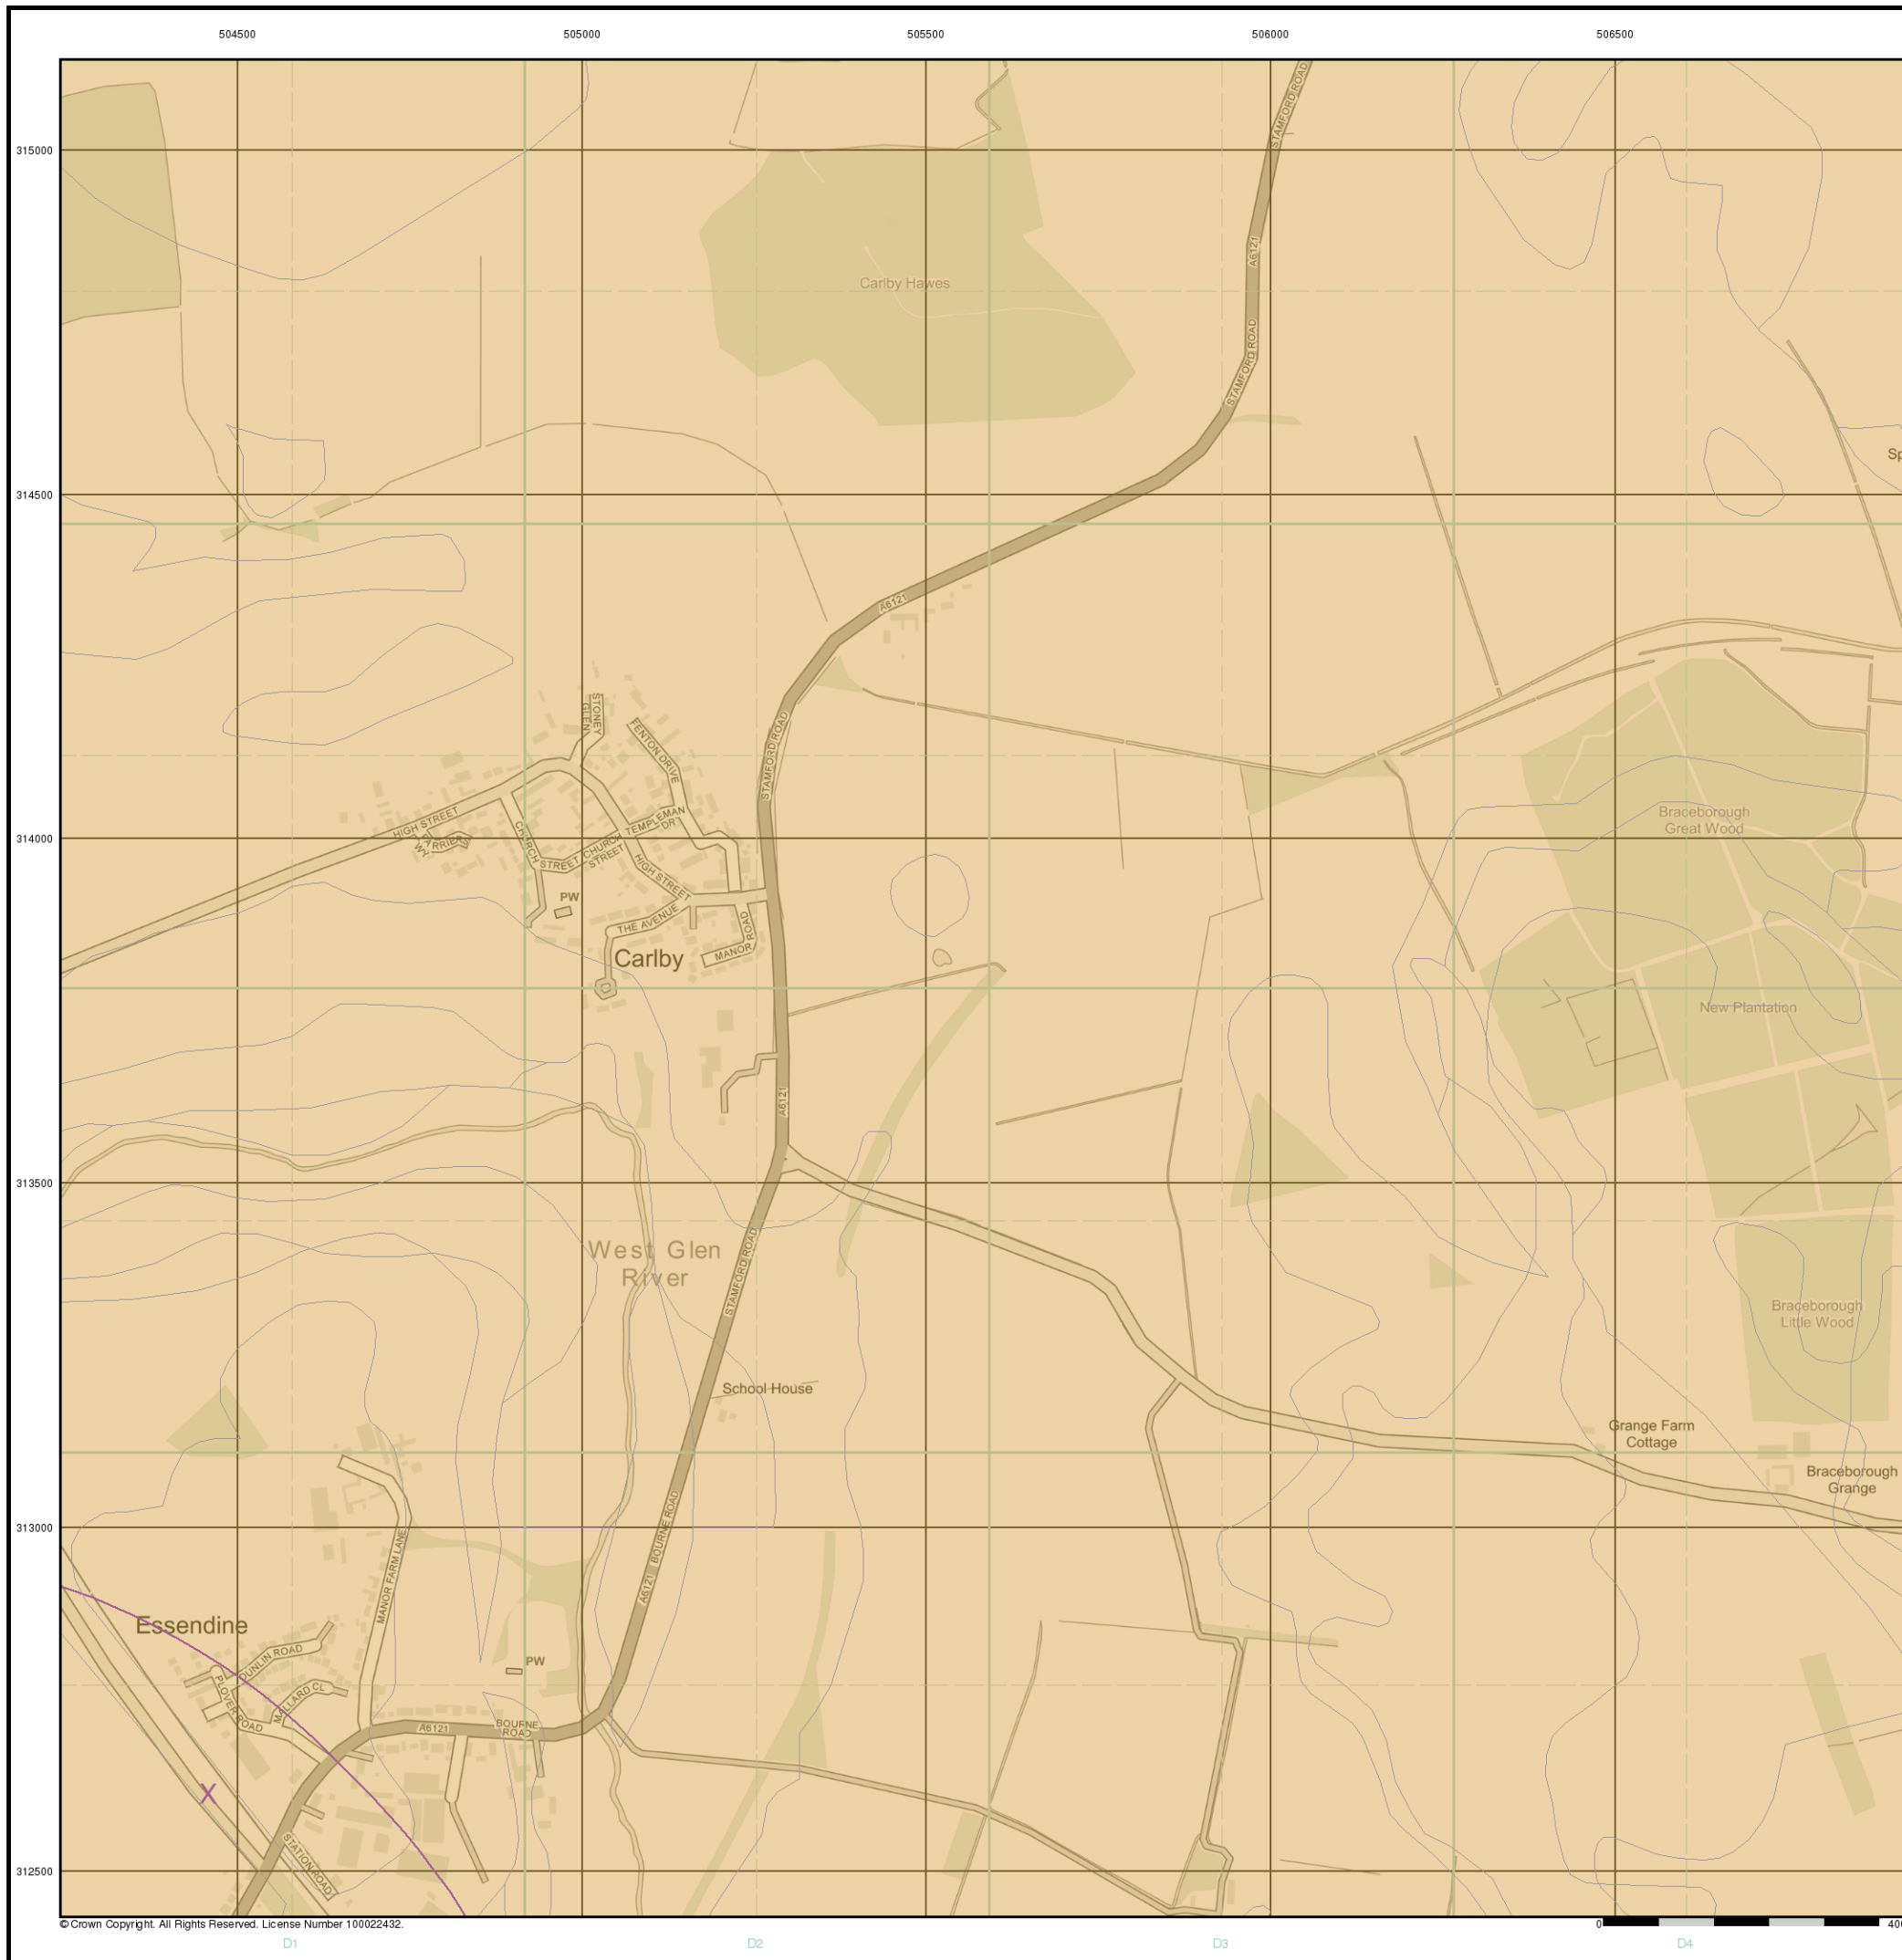 504500 505000 505500 506000 506500
STAMFORD ROAD
315000
A6121
Carlby Hawes
STAMFORD ROAD
Sp
314500
A6121
STONEY
GLEN
FENTON DRIVE
STAMFORD ROAD
HIGH STREET
CHURCH
STREET
CHURCH
STREET
TEMPLEMAN
DR
Braceborough
Great Wood
314000
ARRIERS
WY
HIGH STREET
PW
THE AVENUE
MANOR ROAD
Carlby
New Plantation
A6121
313500
West Glen
River
STAMFORD ROAD
Braceborough
Little Wood
School House
Grange Farm
Cottage
Braceborough
Grange
313000
A6121 BOURNE ROAD
MANOR FARM LANE
Essendine
DUNLIN ROAD
PW
PLOVER ROAD
MALLARD CL
A6121
BOURNE
ROAD
X
STATION ROAD
312500
© Crown Copyright. All Rights Reserved. License Number 100022432.
0 400
D1 D2 D3 D4